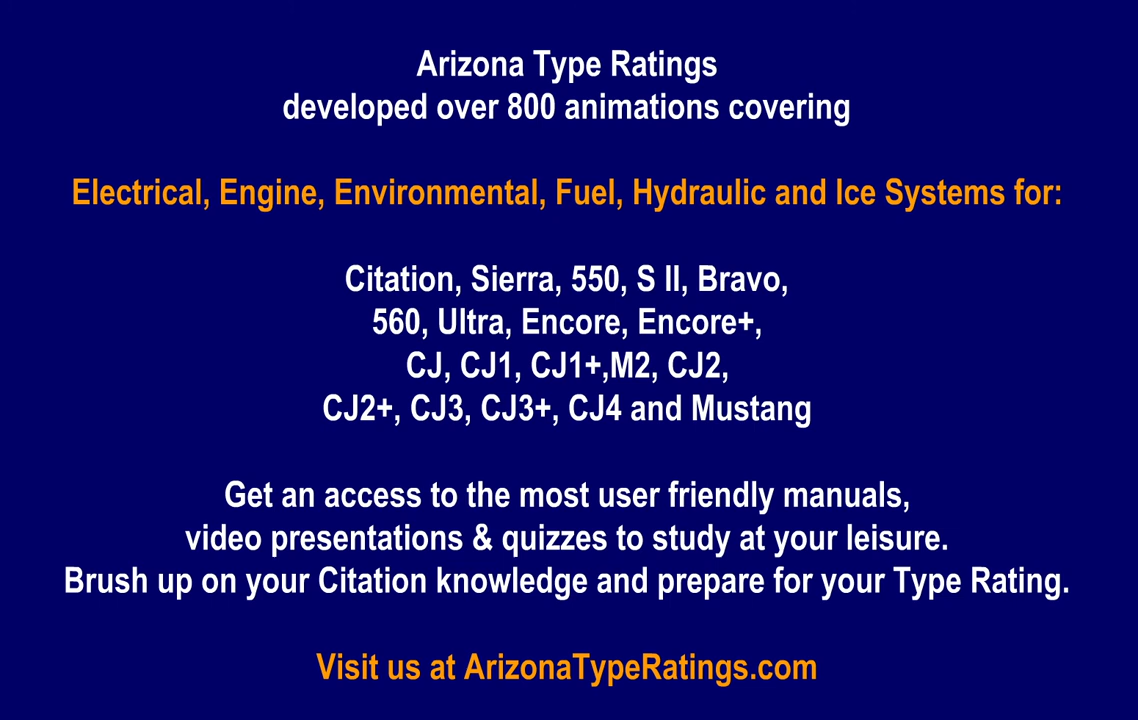 Arizona Type Ratings
developed over 800 animations covering
Electrical, Engine, Environmental, Fuel, Hydraulic and Ice Systems for:
Citation, Sierra, 550, S II, Bravo,
560, Ultra, Encore, Encore+,
CJ, CJ1, CJ1+,M2, CJ2,
CJ2+, CJ3, CJ3+, CJ4 and Mustang
Get an access to the most user friendly manuals,
video presentations & quizzes to study at your leisure.
Brush up on your Citation knowledge and prepare for your Type Rating.
Visit us at ArizonaTypeRatings.com